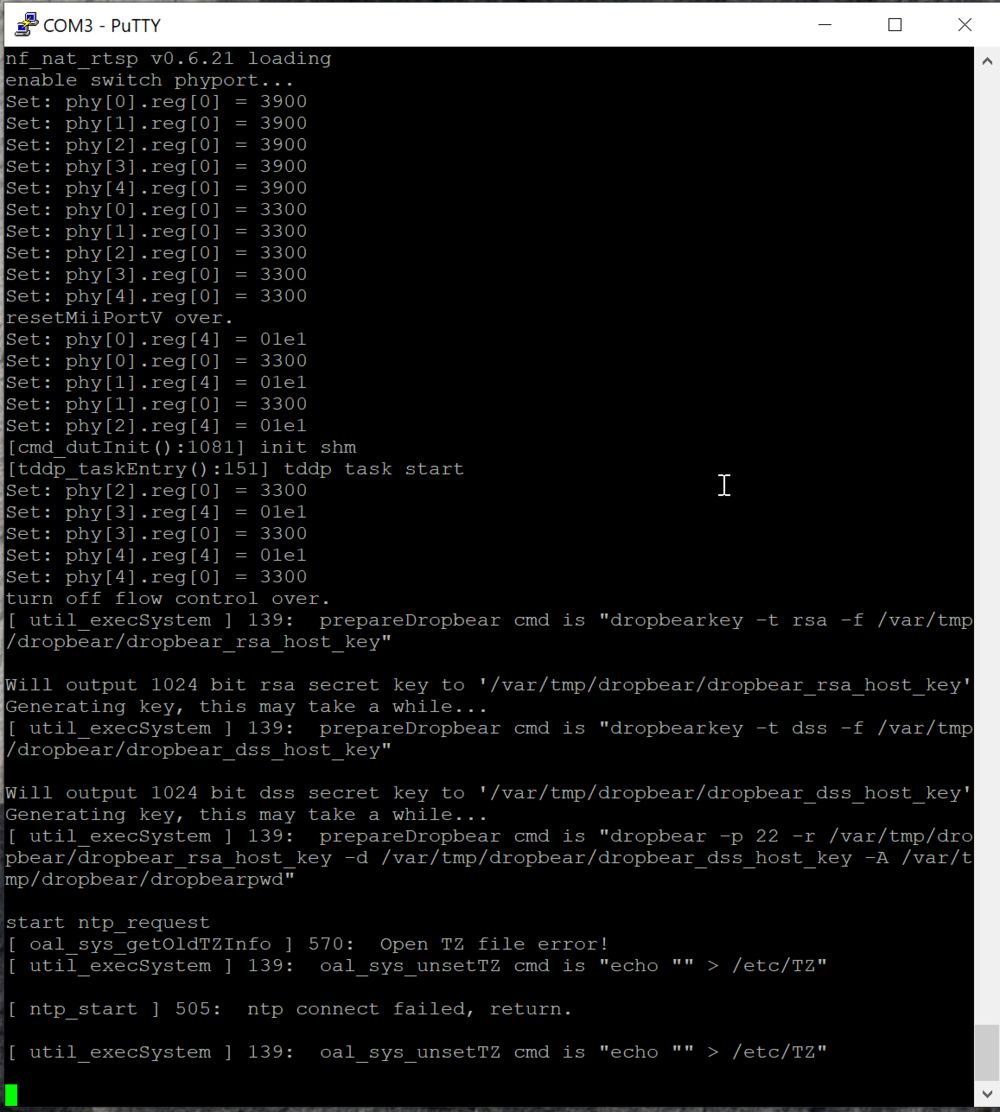 COM3 - PuTTY
nf_nat_rtsp v0.6.21 loading
enable switch phyport...
Set: phy[0].reg[0] = 3900
Set: phy[1].reg[0] = 3900
Set: phy[2].reg[0] = 3900
Set: phy[3].reg[0] = 3900
Set: phy[4].reg[0] = 3900
Set: phy[0].reg[0] = 3300
Set: phy[1].reg[0] = 3300
Set: phy[2].reg[0] = 3300
Set: phy[3].reg[0] = 3300
Set: phy[4].reg[0] = 3300
resetMiiPortV over.
Set: phy[0].reg[4] = 01e1
Set: phy[0].reg[0] = 3300
Set: phy[1].reg[4] = 01e1
Set: phy[1].reg[0] = 3300
Set: phy[2].reg[4] = 01e1
[cmd_dutInit():1081] init shm
[tddp_taskEntry():151] tddp task start
Set: phy[2].reg[0] = 3300
Set: phy[3].reg[4] = 01e1
Set: phy[3].reg[0] = 3300
Set: phy[4].reg[4] = 01e1
Set: phy[4].reg[0] = 3300
turn off flow control over.
[ util_execSystem ] 139:  prepareDropbear cmd is "dropbearkey -t rsa -f /var/tmp
/dropbear/dropbear_rsa_host_key"
Will output 1024 bit rsa secret key to '/var/tmp/dropbear/dropbear_rsa_host_key'
Generating key, this may take a while...
[ util_execSystem ] 139:  prepareDropbear cmd is "dropbearkey -t dss -f /var/tmp
/dropbear/dropbear_dss_host_key"
Will output 1024 bit dss secret key to '/var/tmp/dropbear/dropbear_dss_host_key'
Generating key, this may take a while...
[ util_execSystem ] 139:  prepareDropbear cmd is "dropbear -p 22 -r /var/tmp/dro
pbear/dropbear_rsa_host_key -d /var/tmp/dropbear/dropbear_dss_host_key -A /var/t
mp/dropbear/dropbearpwd"
start ntp_request
[ oal_sys_getOldTZInfo ] 570:  Open TZ file error!
[ util_execSystem ] 139:  oal_sys_unsetTZ cmd is "echo "" > /etc/TZ"
[ ntp_start ] 505:  ntp connect failed, return.
[ util_execSystem ] 139:  oal_sys_unsetTZ cmd is "echo "" > /etc/TZ"